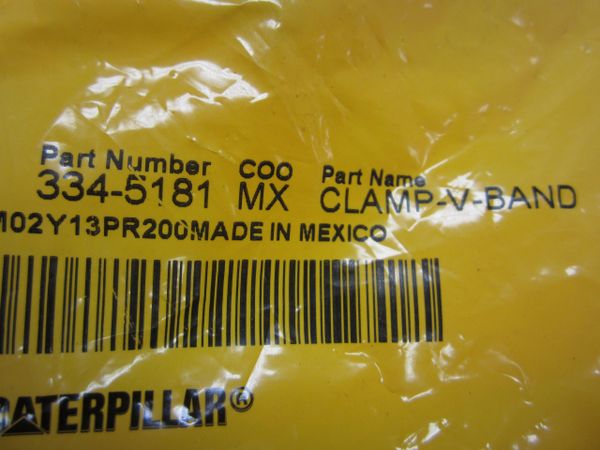 Part Number COO Part Name
334-5181 MX CLAMP-V-BAND
M02Y13PR200MADE IN MEXICO
CATERPILLAR®